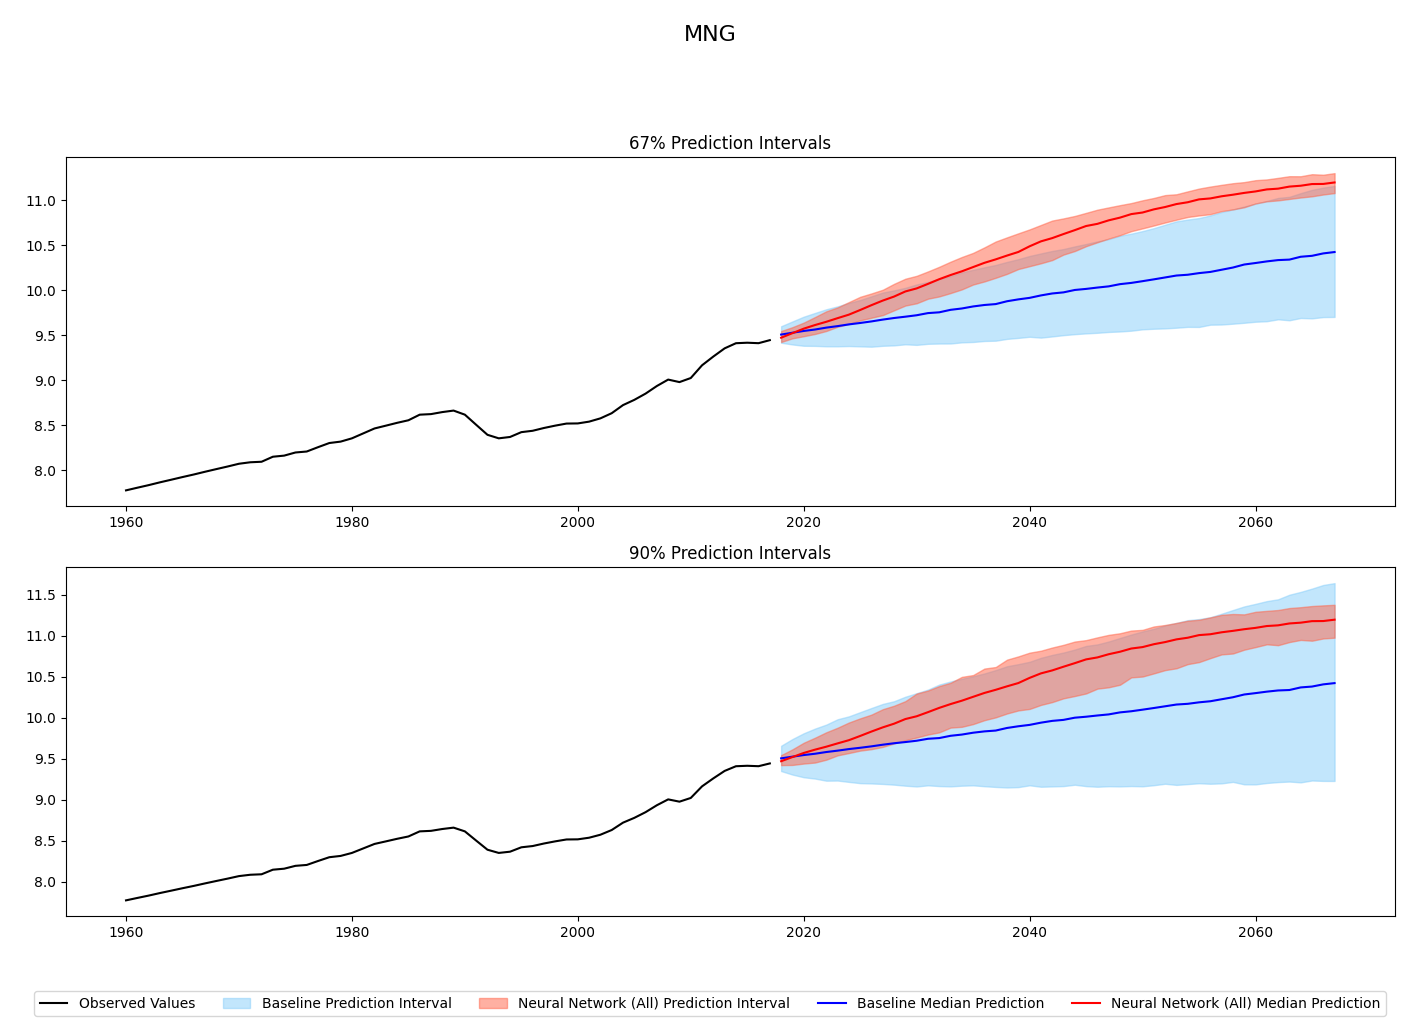 MNG
67% Prediction Intervals
11.0
10.5
10.0
9.5
9.0
8.5
8.0
1960 1980 2000 2020 2040 2060
90% Prediction Intervals
11.5
11.0
10.5
10.0
9.5
9.0
8.5
8.0
1960 1980 2000 2020 2040 2060
Observed Values Baseline Prediction Interval Neural Network (All) Prediction Interval Baseline Median Prediction Neural Network (All) Median Prediction